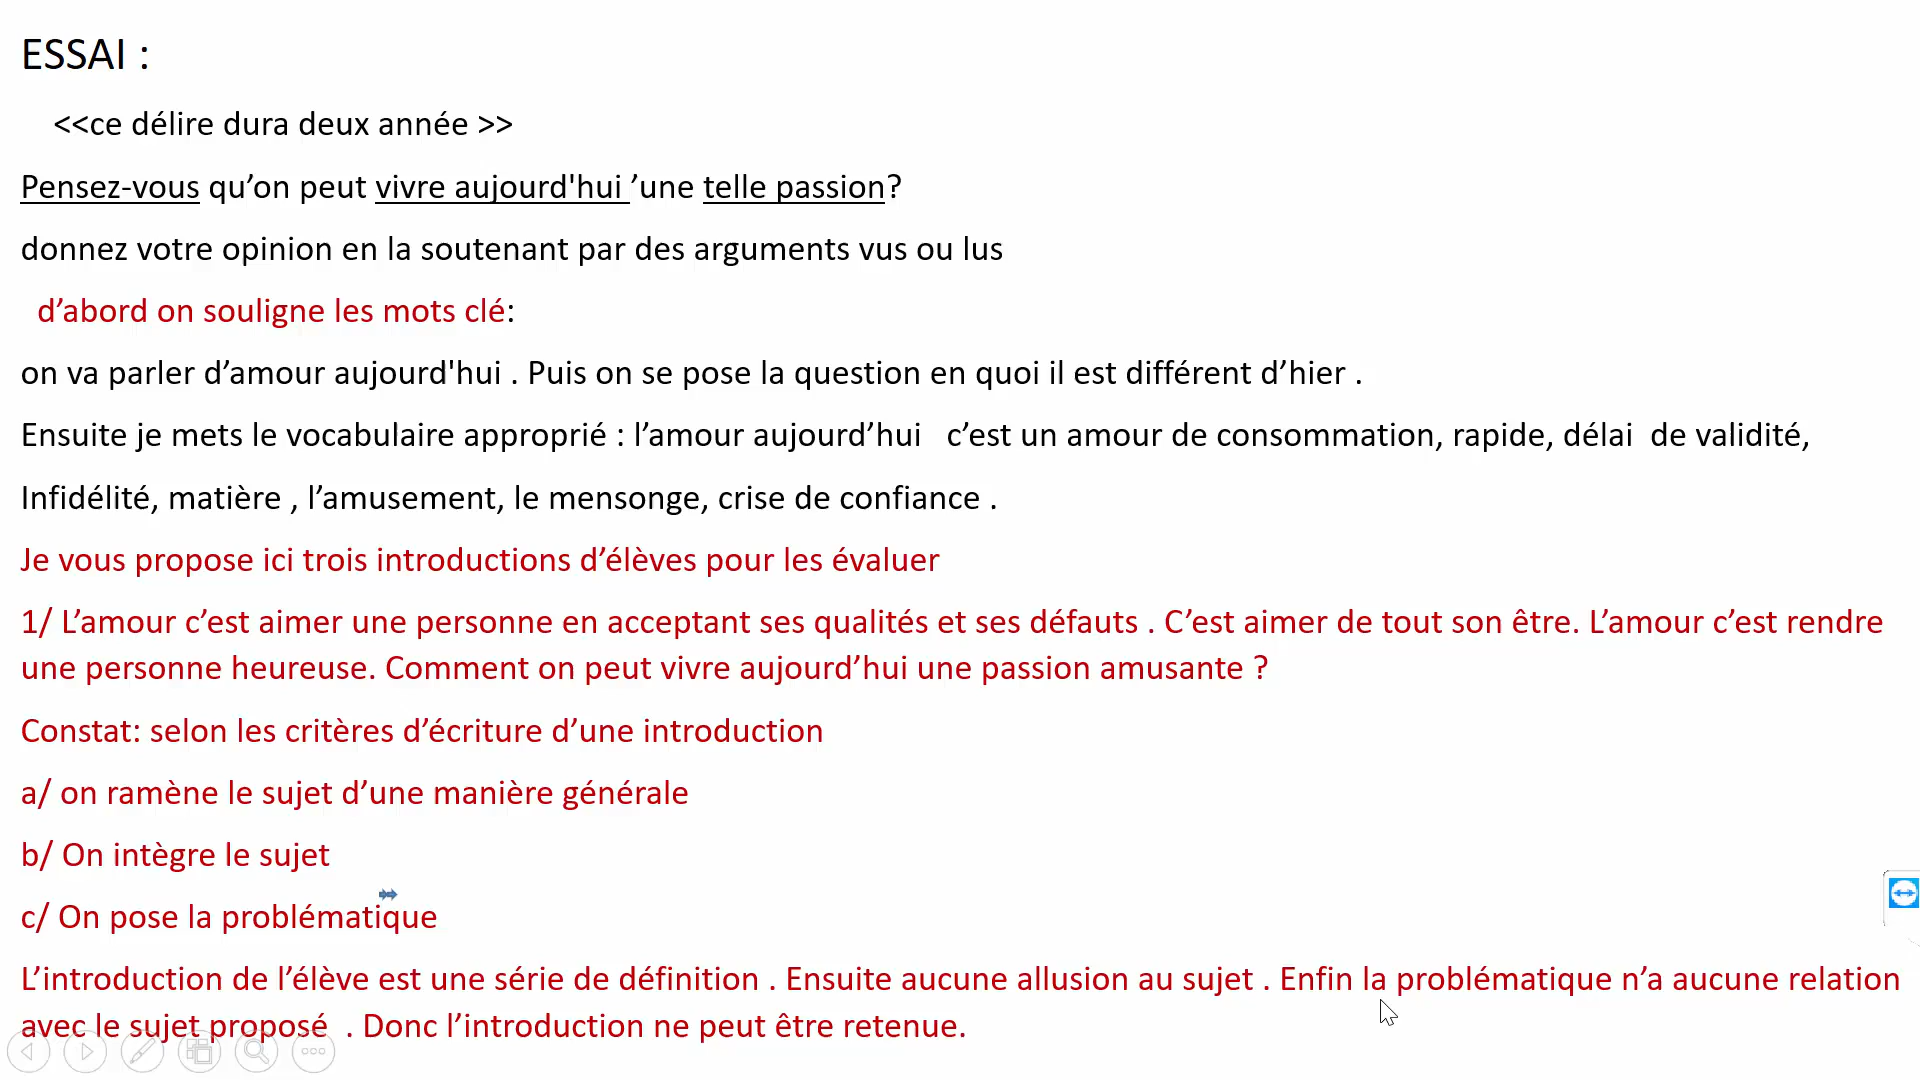 ESSAI :
<<ce délire dura deux année >>
Pensez-vous qu’on peut vivre aujourd'hui ’une telle passion?
donnez votre opinion en la soutenant par des arguments vus ou lus
d’abord on souligne les mots clé:
on va parler d’amour aujourd'hui . Puis on se pose la question en quoi il est différent d’hier .
Ensuite je mets le vocabulaire approprié : l’amour aujourd’hui c’est un amour de consommation, rapide, délai de validité,
Infidélité, matière , l’amusement, le mensonge, crise de confiance .
Je vous propose ici trois introductions d’élèves pour les évaluer
1/ L’amour c’est aimer une personne en acceptant ses qualités et ses défauts . C’est aimer de tout son être. L’amour c’est rendre
une personne heureuse. Comment on peut vivre aujourd’hui une passion amusante ?
Constat: selon les critères d’écriture d’une introduction
a/ on ramène le sujet d’une manière générale
b/ On intègre le sujet
c/ On pose la problématique
L’introduction de l’élève est une série de définition . Ensuite aucune allusion au sujet . Enfin la problématique n’a aucune relation
avec le sujet proposé . Donc l’introduction ne peut être retenue.